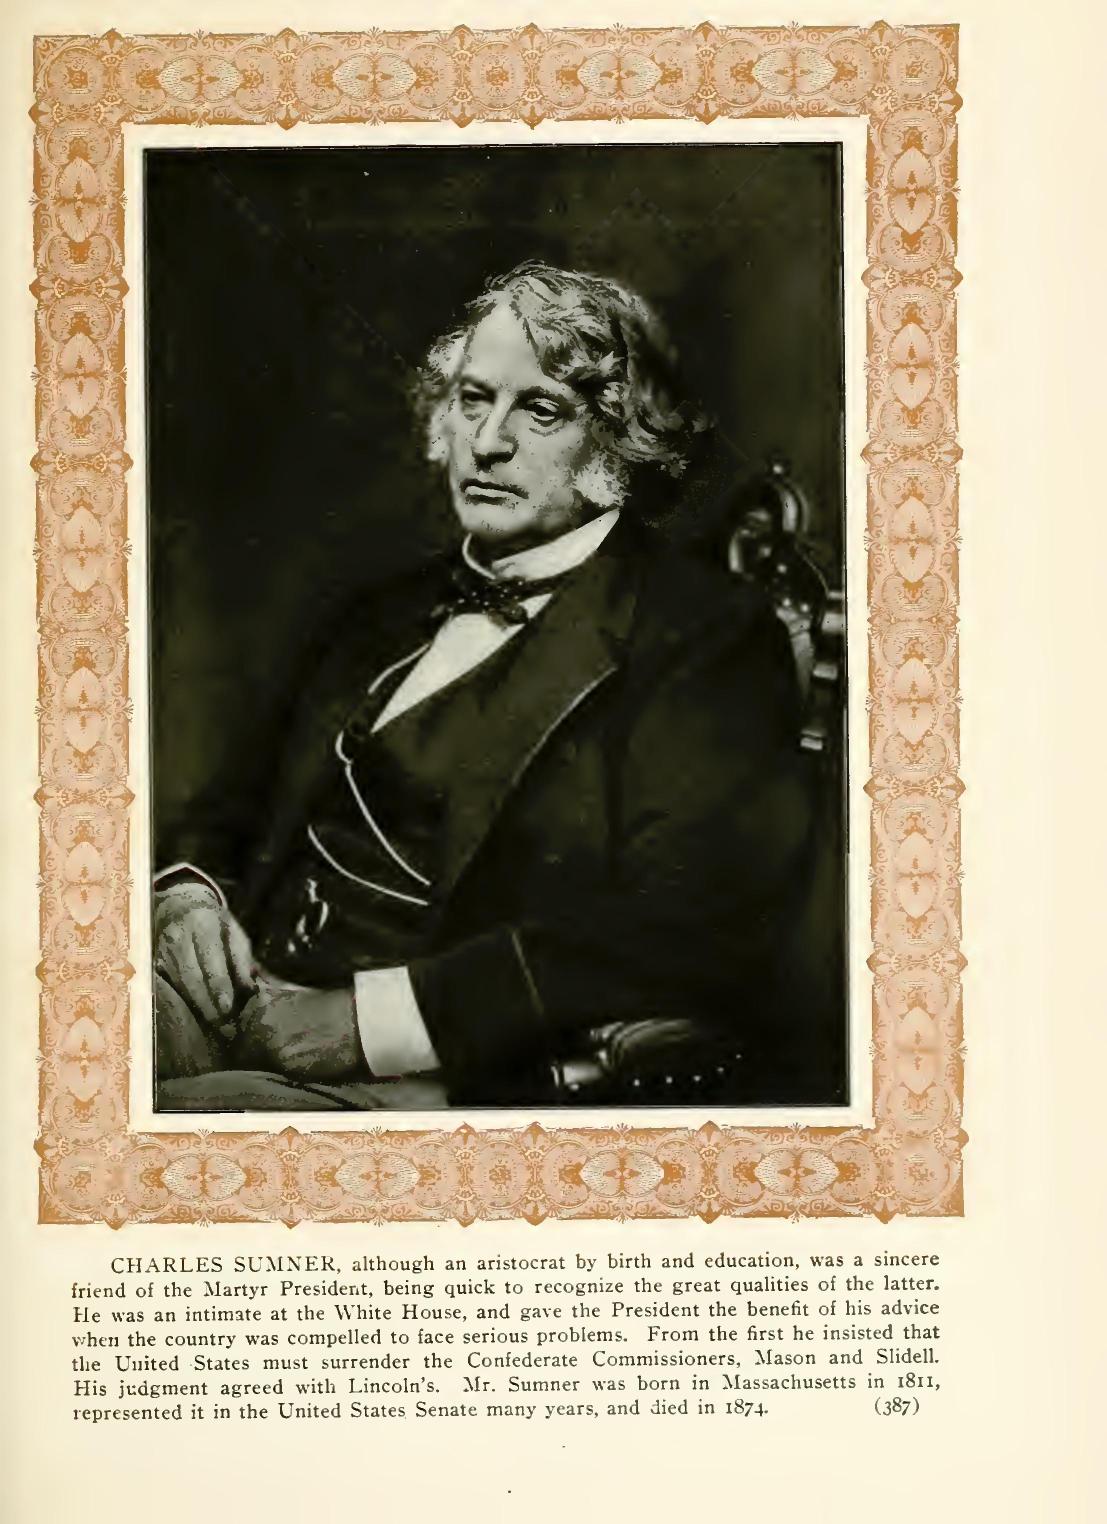 CHARLES SUMNER, although an aristocrat by birth and education, was a sincere
friend of the Martyr President, being quick to recognize the great qualities of the latter.
He was an intimate at the White House, and gave the President the benefit of his advice
when the country was compelled to face serious problems. From the first he insisted that
the United States must surrender the Confederate Commissioners, Mason and Slidell.
His judgment agreed with Lincoln's. Mr. Sumner was born in Massachusetts in 1811,
represented it in the United States Senate many years, and died in 1874. (387)